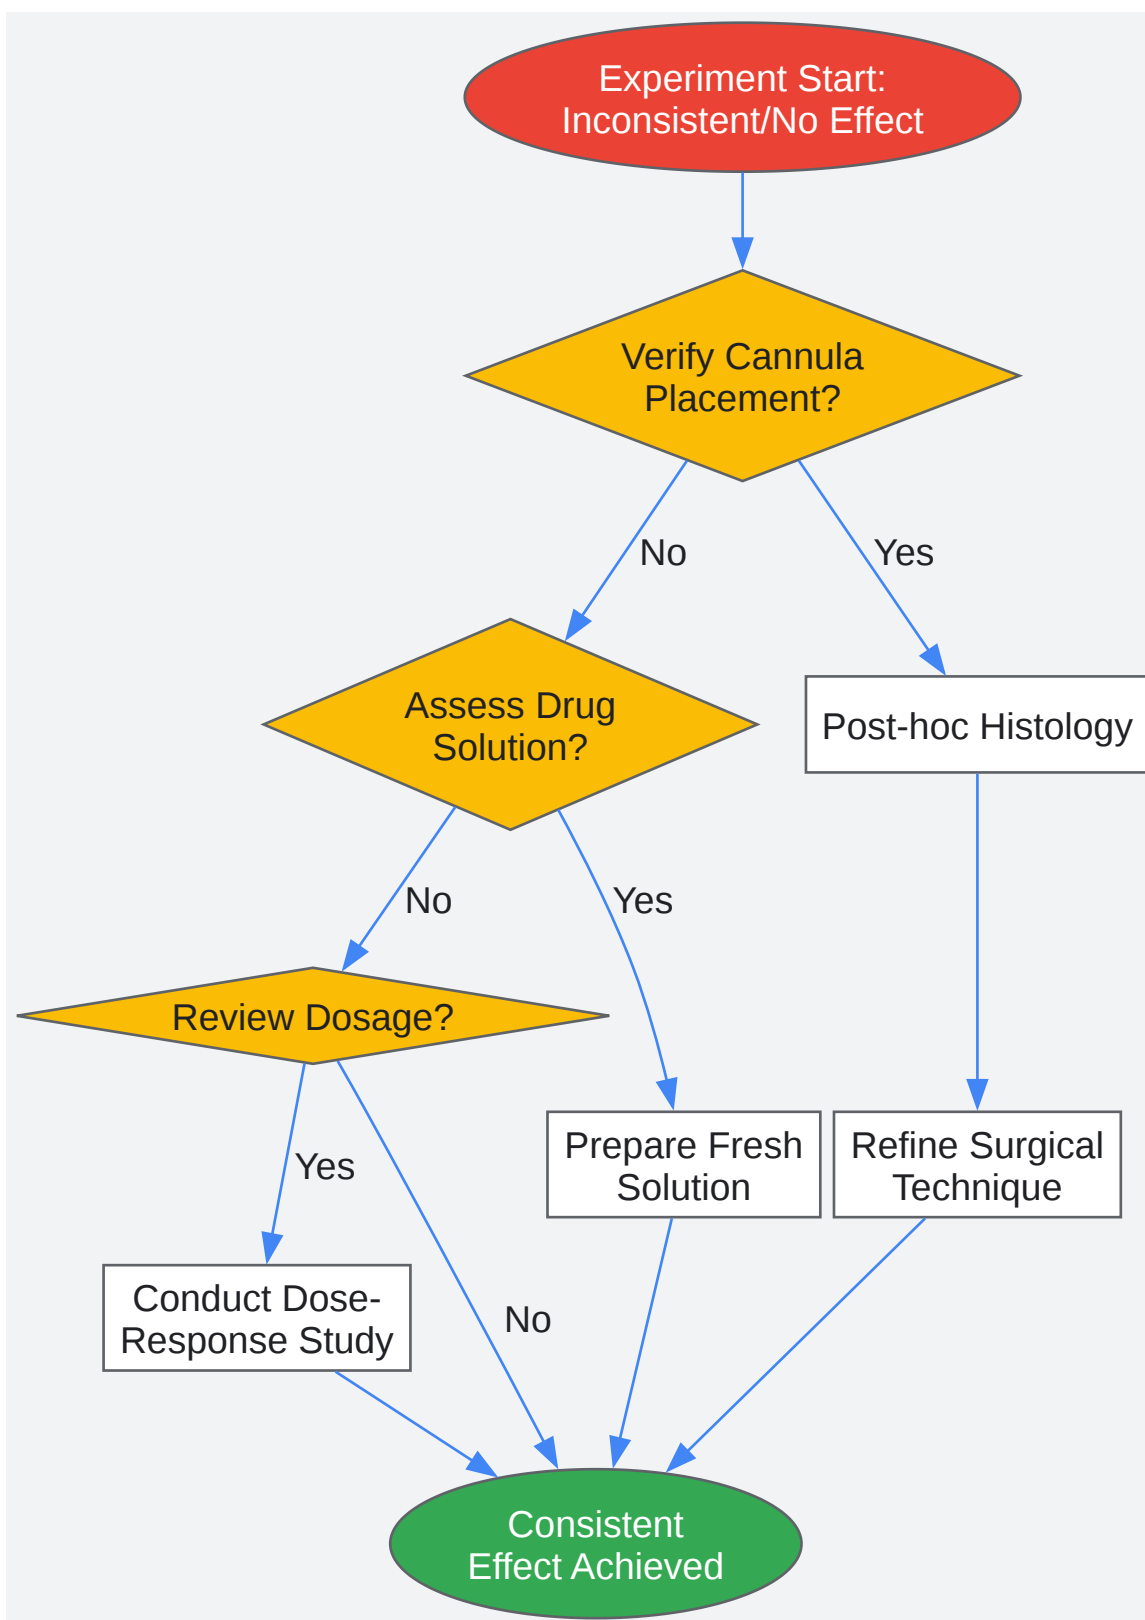 Experiment Start:
Inconsistent/No Effect
Verify Cannula
Placement?
No
Yes
Assess Drug
Solution?
Post-hoc Histology
No
Yes
Review Dosage?
Prepare Fresh
Solution
Refine Surgical
Technique
Yes
Conduct Dose-
Response Study
No
Consistent
Effect Achieved